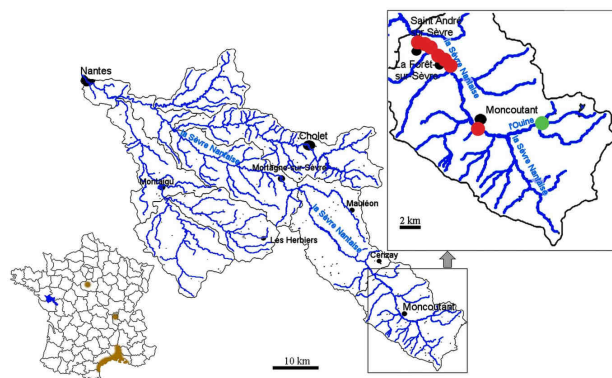 Saint André
sur Sèvre
la Sèvre Nantaise
La Forêt-
sur-Sèvre
Moncoutant
l'Ouine
la Sèvre Nantaise
2 km
Nantes
Cholet
la Sèvre Nantaise
Mortagne-sur-Sèvre
Montaigu
Mauléon
la Sèvre Nantaise
Les Herbiers
Cerizay
Moncoutant
10 km